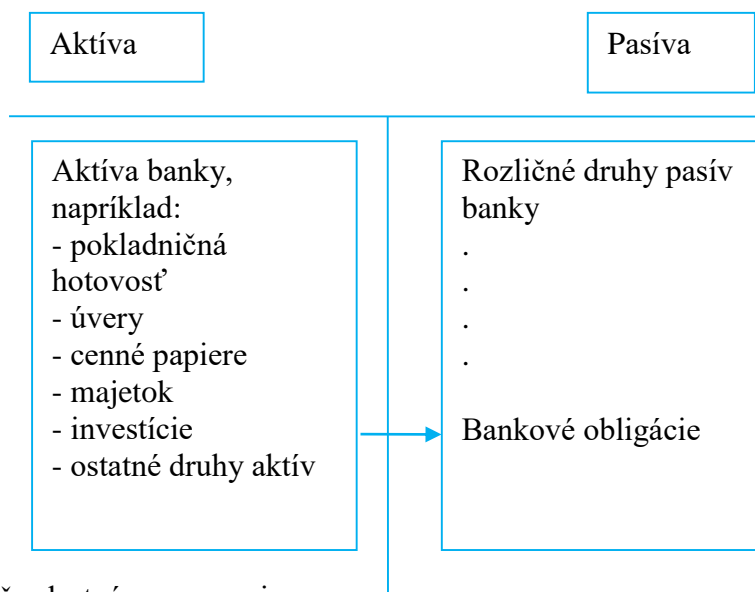 Aktíva
Pasíva
Aktíva banky,
napríklad:
- pokladničná
hotovosť
- úvery
- cenné papiere
- majetok
- investície
- ostatné druhy aktív
Rozličné druhy pasív
banky
.
.
.
.
Bankové obligácie